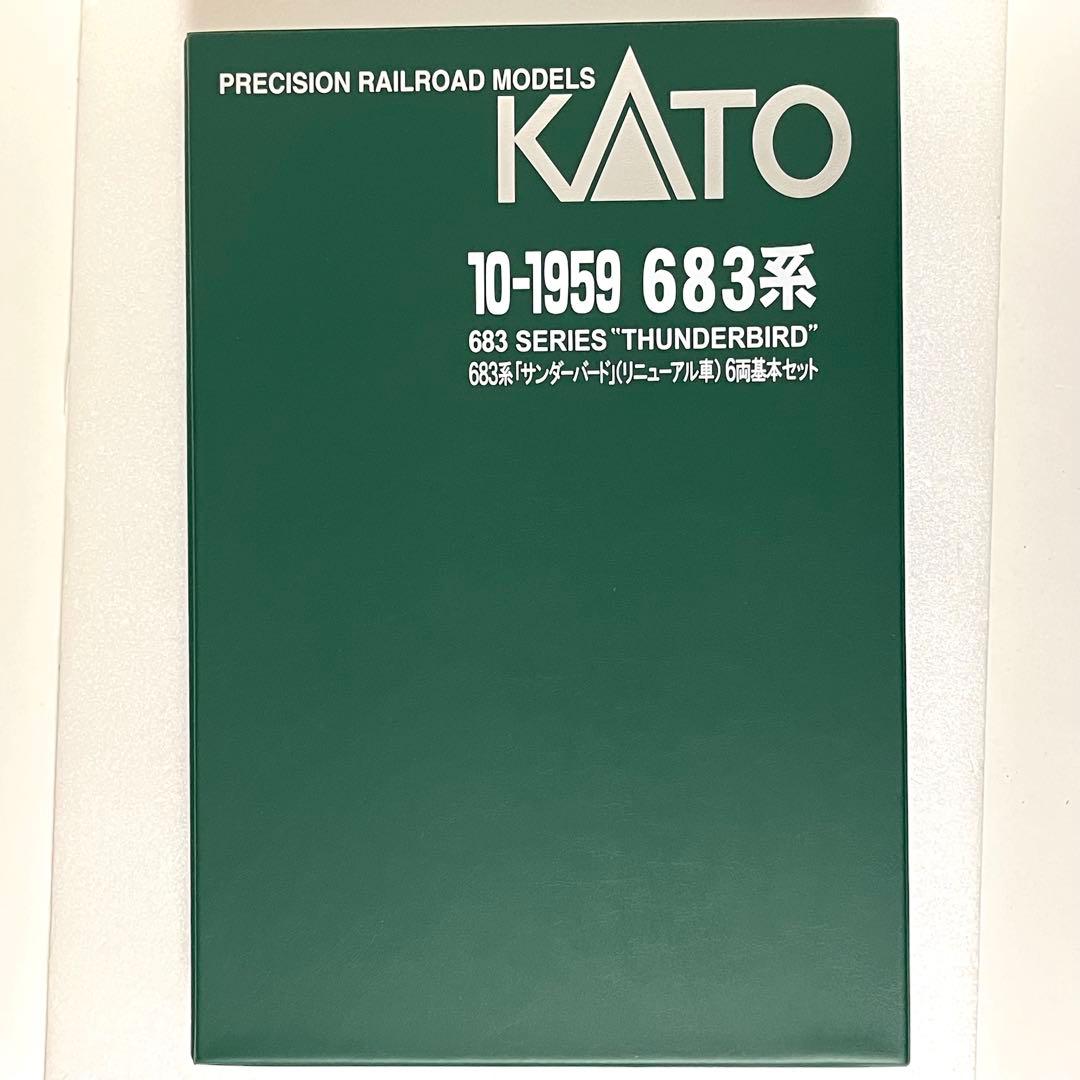 PRECISION RAILROAD MODELS
KATO
10-1959 683系
683 SERIES "THUNDERBIRD"
683系「サンダーバード」(リニューアル車) 6両基本セット